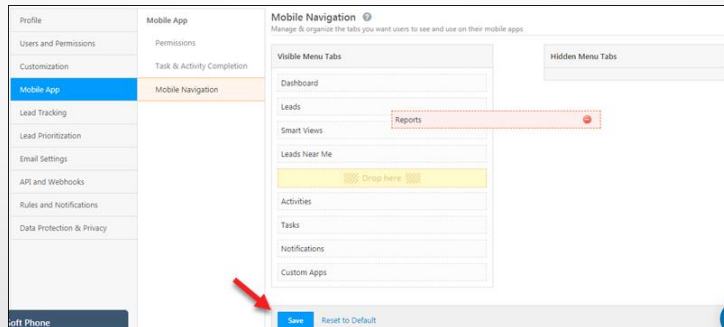 Profile
Users and Permissions
Customization
Mobile App
Lead Tracking
Lead Prioritization
Email Settings
API and Webhooks
Rules and Notifications
Data Protection & Privacy
oft Phone
Mobile App
Permissions
Task & Activity Completion
Mobile Navigation
Mobile Navigation
Manage & organize the tabs you want users to see and use on their mobile apps
Visible Menu Tabs
Dashboard
Leads
Reports
Smart Views
Leads Near Me
Drop here
Activities
Tasks
Notifications
Custom Apps
Hidden Menu Tabs
Save Reset to Default